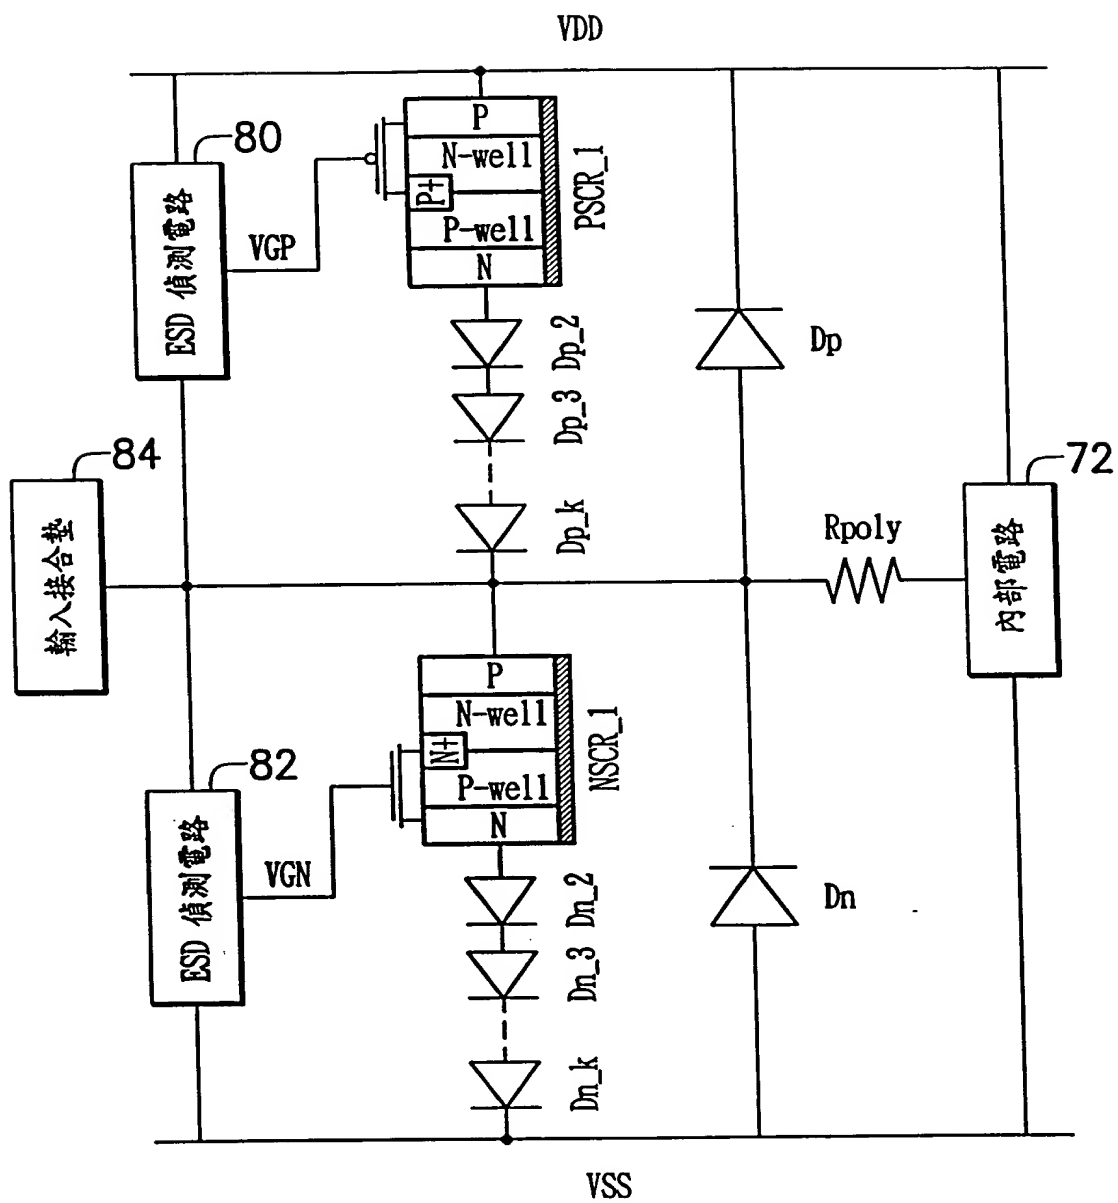 VDD
80
P
N-well
P+
P-well
N
PSCR_1
ESD 偵測電路
VGP
Dp_2
Dp
Dp_3
84
72
Dp_k
Rpoly
輸入接合墊
內部電路
P
N-well
N+
P-well
N
NSCR_1
82
ESD 偵測電路
VGN
Dn_2
Dn
Dn_3
Dn_k
VSS